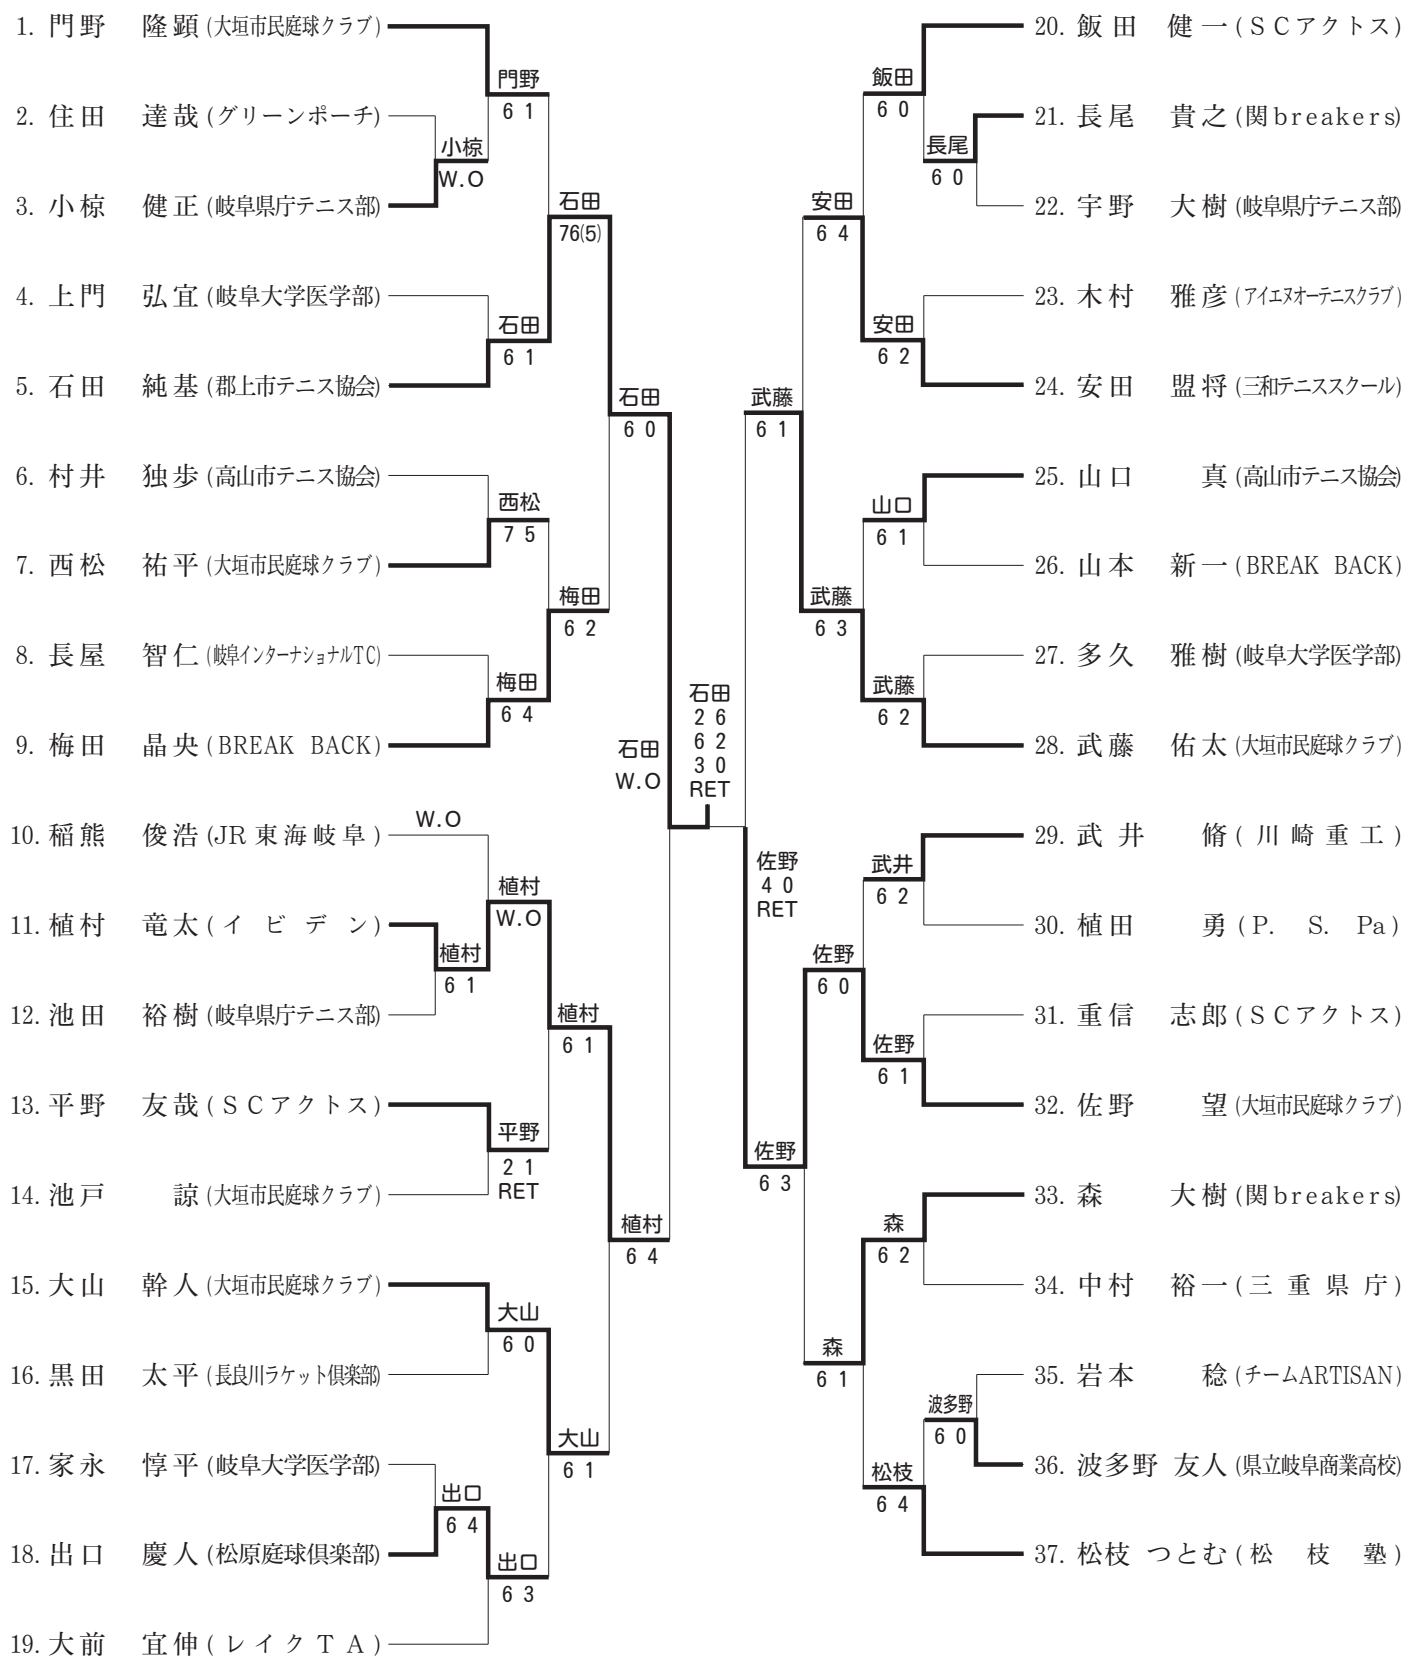 1. 門野 隆顕 (大垣市民庭球クラブ)
2. 住田 達哉 (グリーンポーチ)
3. 小椋 健正 (岐阜県庁テニス部)
4. 上門 弘宜 (岐阜大学医学部)
5. 石田 純基 (郡上市テニス協会)
6. 村井 独歩 (高山市テニス協会)
7. 西松 祐平 (大垣市民庭球クラブ)
8. 長屋 智仁 (岐阜インターナショナルTC)
9. 梅田 晶央 (BREAK BACK)
10. 稲熊 俊浩 (JR東海岐阜)
11. 植村 竜太 (イビデン)
12. 池田 裕樹 (岐阜県庁テニス部)
13. 平野 友哉 (SCアクトス)
14. 池戸 諒 (大垣市民庭球クラブ)
15. 大山 幹人 (大垣市民庭球クラブ)
16. 黒田 太平 (長良川ラケット倶楽部)
17. 家永 惇平 (岐阜大学医学部)
18. 出口 慶人 (松原庭球倶楽部)
19. 大前 宜伸 (レイクTA)
小椋
W.O
W.O
植村
6 1
出口
6 4
門野
6 1
石田
6 1
西松
7 5
梅田
6 4
植村
W.O
平野
2 1
RET
大山
6 0
出口
6 3
石田
76(5)
梅田
6 2
植村
6 1
大山
6 1
石田
6 0
植村
6 4
石田
W.O
石田
2 6
6 2
3 0
RET
佐野
4 0
RET
武藤
6 1
佐野
6 3
安田
6 4
武藤
6 3
佐野
6 0
森
6 1
飯田
6 0
安田
6 2
山口
6 1
武藤
6 2
武井
6 2
佐野
6 1
森
6 2
松枝
6 4
長尾
6 0
波多野
6 0
20. 飯田 健一 (SCアクトス)
21. 長尾 貴之 (関breakers)
22. 宇野 大樹 (岐阜県庁テニス部)
23. 木村 雅彦 (アイエヌオーテニスクラブ)
24. 安田 盟将 (三和テニススクール)
25. 山口 真 (高山市テニス協会)
26. 山本 新一 (BREAK BACK)
27. 多久 雅樹 (岐阜大学医学部)
28. 武藤 佑太 (大垣市民庭球クラブ)
29. 武井 脩 (川崎重工)
30. 植田 勇 (P. S. Pa)
31. 重信 志郎 (SCアクトス)
32. 佐野 望 (大垣市民庭球クラブ)
33. 森 大樹 (関breakers)
34. 中村 裕一 (三重県庁)
35. 岩本 稔 (チームARTISAN)
36. 波多野 友人 (県立岐阜商業高校)
37. 松枝 つとむ (松枝塾)